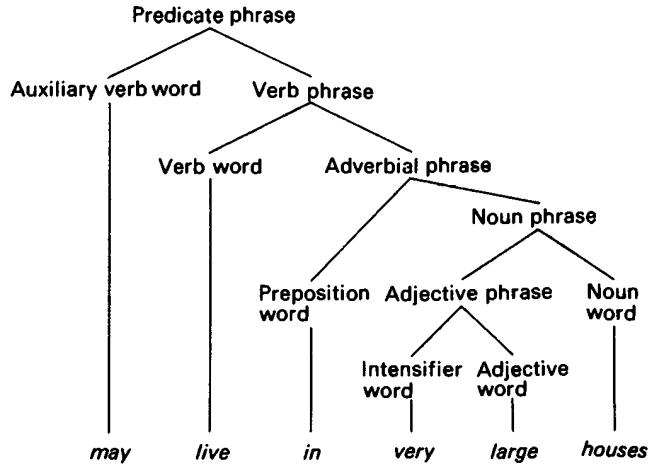 Predicate phrase
Auxiliary verb word Verb phrase
Verb word Adverbial phrase
Noun phrase
Preposition word Adjective phrase Noun word
Intensifier word Adjective word
may live in very large houses